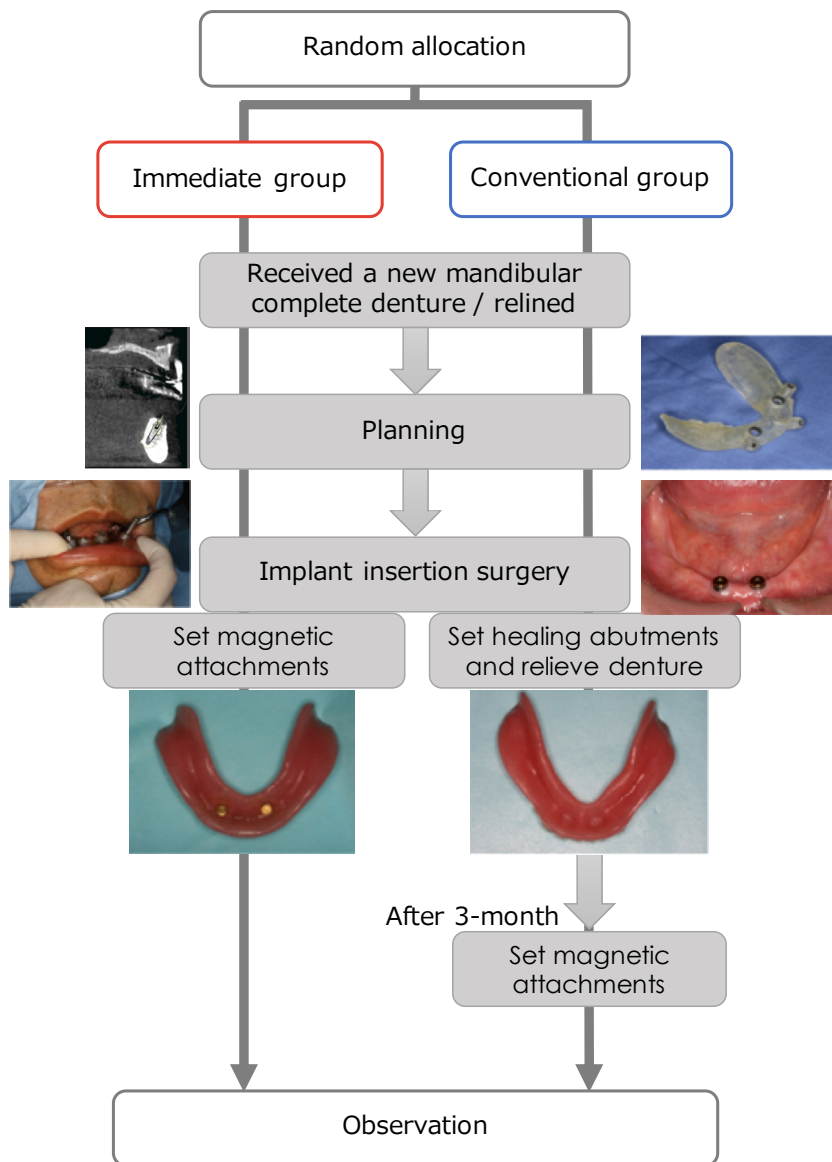 Random allocation
Immediate group
Conventional group
Received a new mandibular
complete denture / relined
Planning
Implant insertion surgery
Set magnetic
attachments
Set healing abutments
and relieve denture
After 3-month
Set magnetic
attachments
Observation